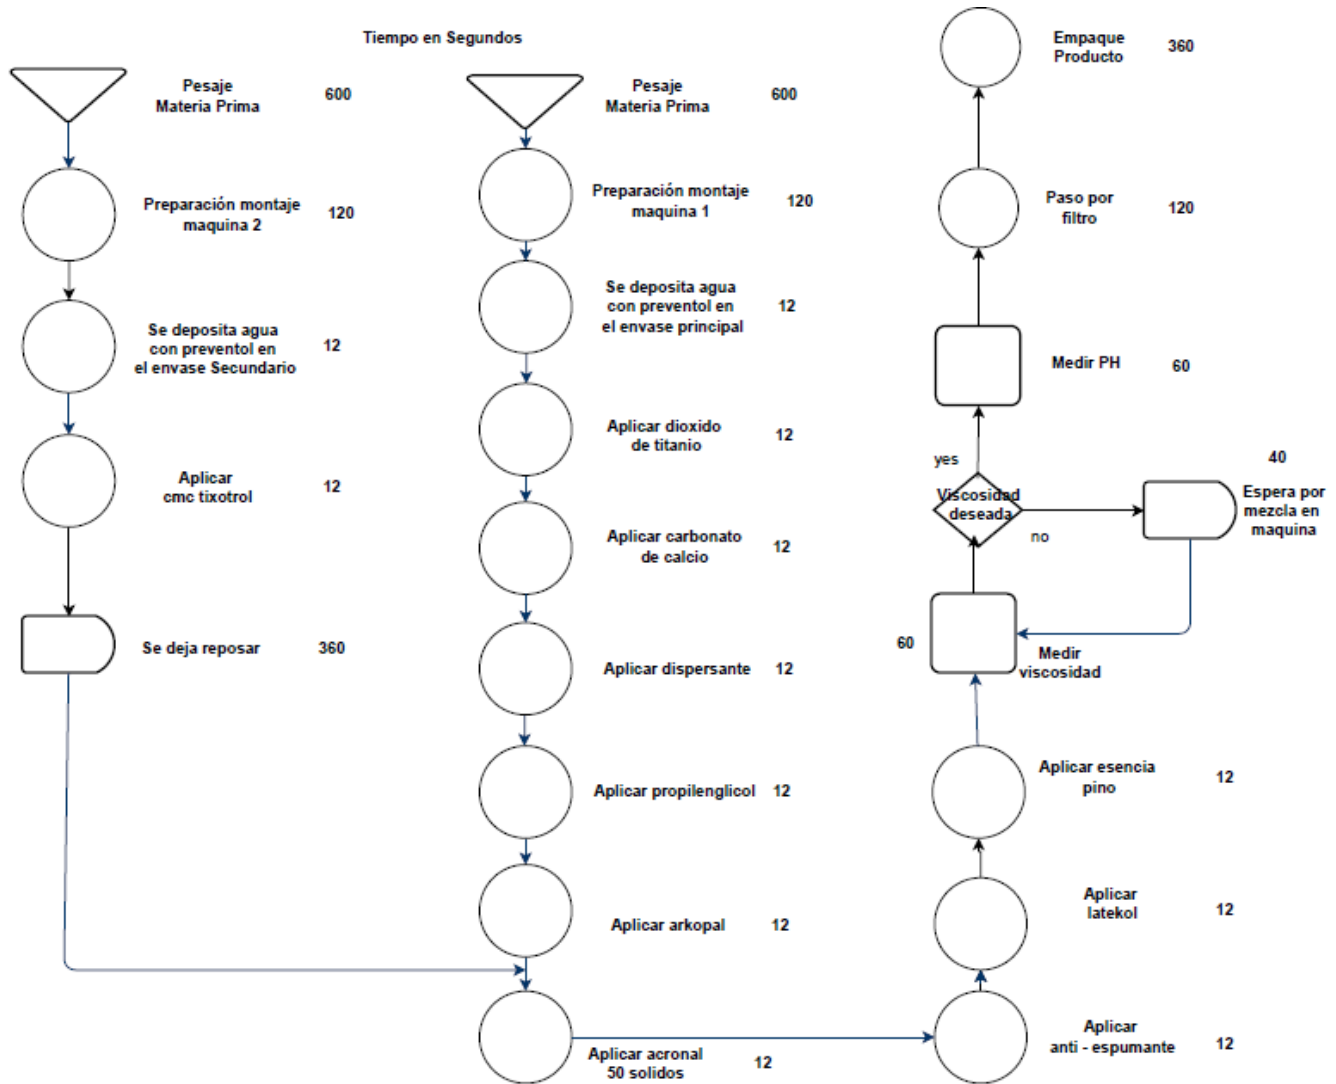 Tiempo en Segundos
Pesaje
Materia Prima
600
Preparación montaje
maquina 2
120
Se deposita agua
con preventol en
el envase Secundario
12
Aplicar
cmc tixotrol
12
Se deja reposar
360
Pesaje
Materia Prima
600
Preparación montaje
maquina 1
120
Se deposita agua
con preventol en
el envase principal
12
Aplicar dioxido
de titanio
12
Aplicar carbonato
de calcio
12
Aplicar dispersante
12
Aplicar propilenglicol
12
Aplicar arkopal
12
Aplicar acronal
50 solidos
12
Empaque
Producto
360
Paso por
filtro
120
Medir PH
60
yes
Viscosidad
deseada
no
40
Espera por
mezcla en
maquina
60
Medir
viscosidad
Aplicar esencia
pino
12
Aplicar
latekol
12
Aplicar
anti - espumante
12